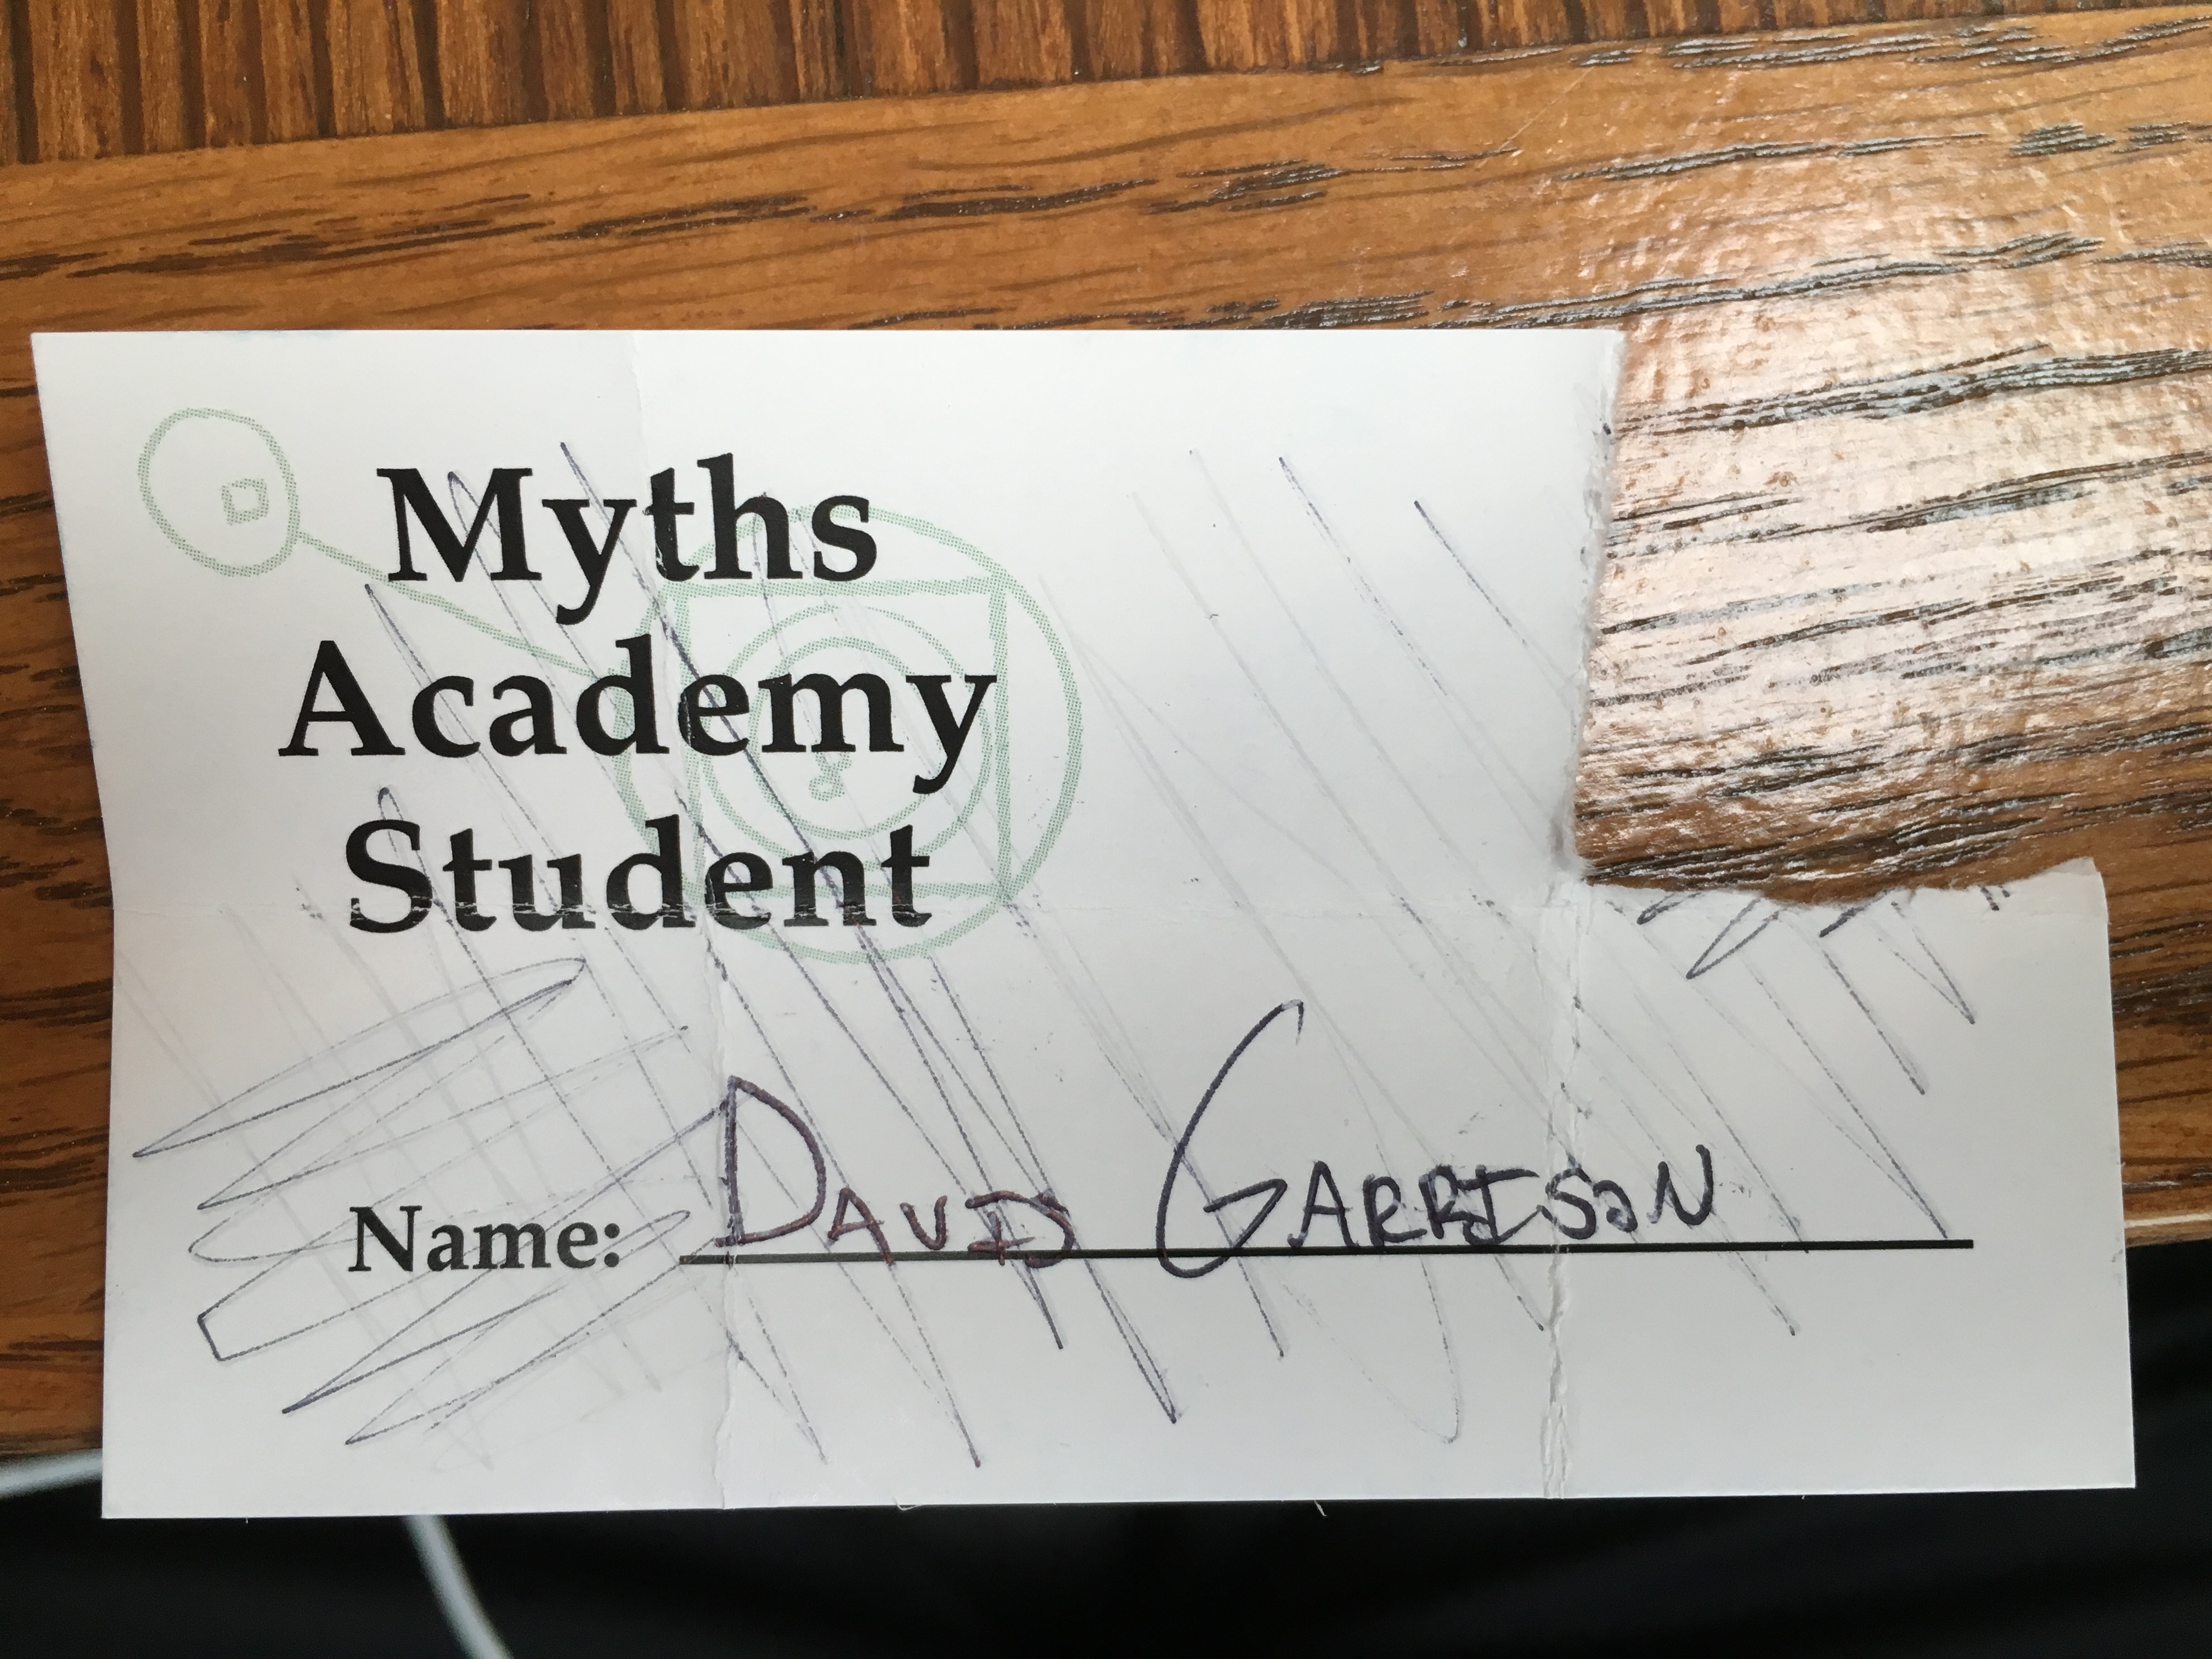 Myths
Academy
Student
Name: DAVID GARRISON